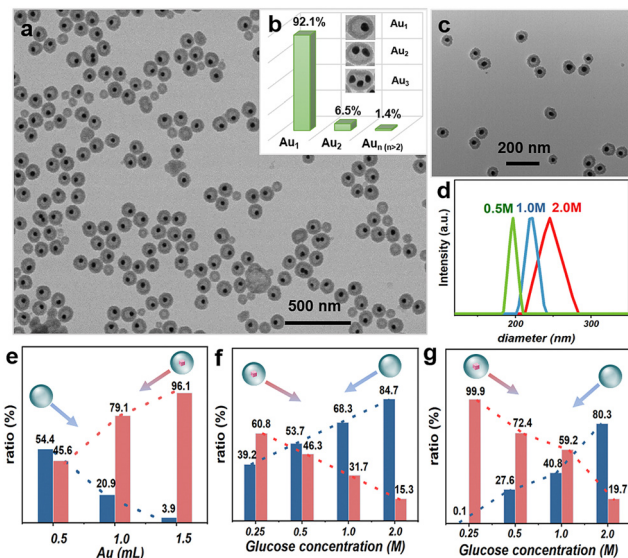 a
500 nm
b
92.1%
6.5%
1.4%
Au₁
Au₂
Auₙ (n>2)
Au₁
Au₂
Au₃
c
200 nm
d
Intensity (a.u.)
0.5M 1.0M 2.0M
200 300
diameter (nm)
e
ratio (%)
54.4 45.6
20.9 79.1
3.9 96.1
0.5 1.0 1.5
Au (mL)
f
ratio (%)
39.2 60.8
53.7 46.3
68.3 31.7
84.7 15.3
0.25 0.5 1.0 2.0
Glucose concentration (M)
g
ratio (%)
0.1 99.9
27.6 72.4
40.8 59.2
80.3 19.7
0.25 0.5 1.0 2.0
Glucose concentration (M)